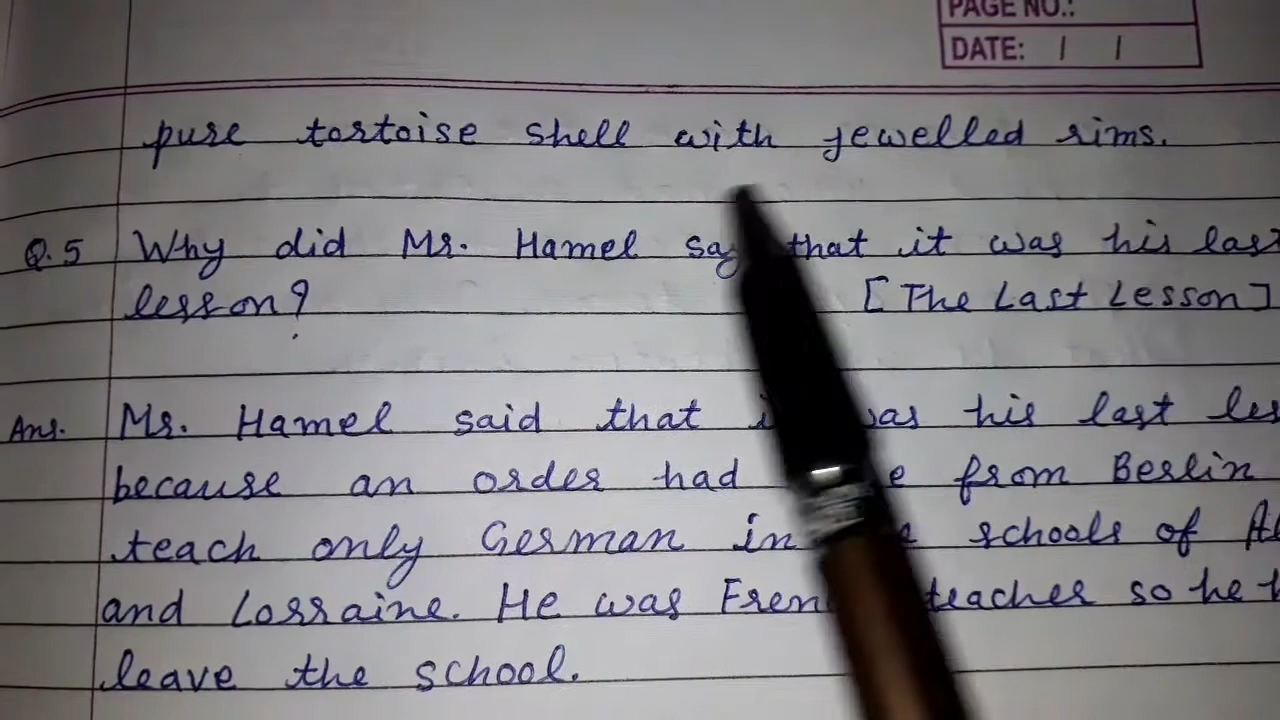 PAGE NO.:
DATE: / /
pure tortoise shell with jewelled rims.
Q.5 Why did Mr. Hamel say that it was his last
lesson? [The Last Lesson]
Ans. Mr. Hamel said that was his last
because an order had from Berlin
teach only German in schools of
and Lorraine. He was teacher so he
leave the school.